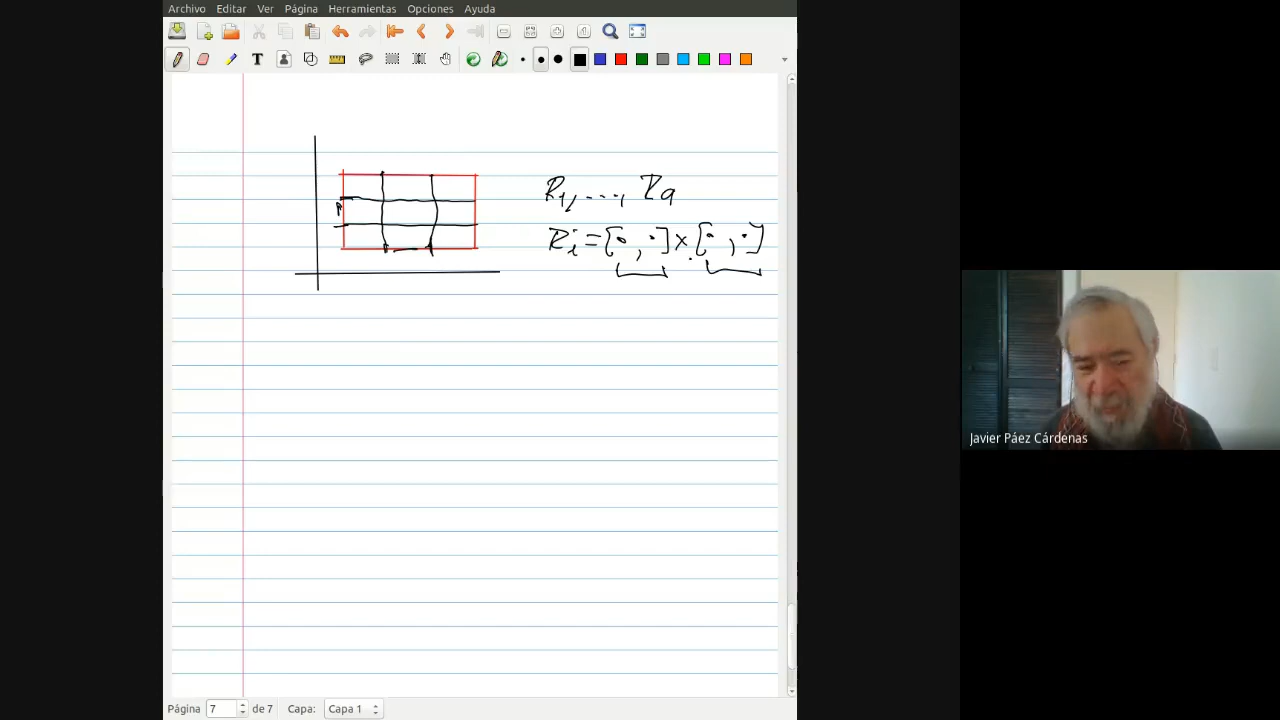 Archivo Editar Ver Página Herramientas Opciones Ayuda
T
R1, ..., R9
Ri = [·, ·] × [·, ·]
Javier Páez Cárdenas
Página 7 de 7 Capa: Capa 1